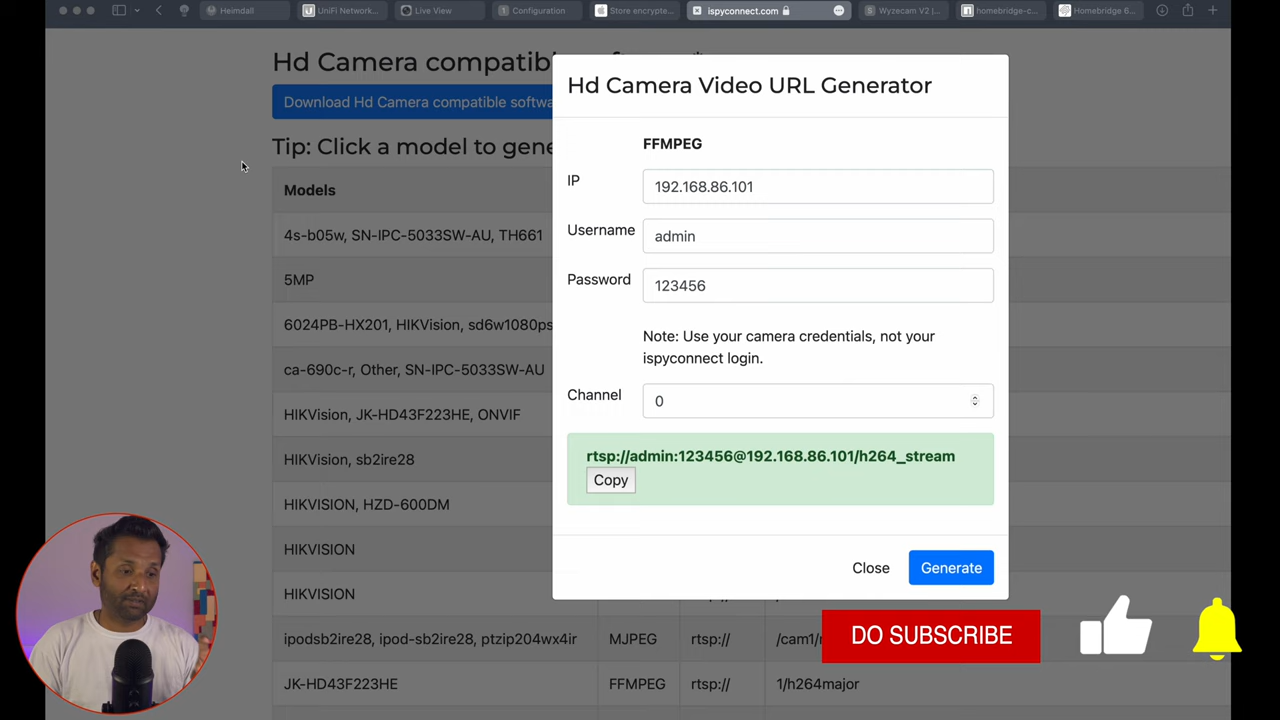 Heimdall
UniFi Network...
Live View
Configuration
Store encrypte...
ispyconnect.com
Wyzecam V2 |...
homebridge-c...
Homebridge 6...
Hd Camera compatib
Download Hd Camera compatible softwa
Tip: Click a model to gene
Models
4s-b05w, SN-IPC-5033SW-AU, TH661
5MP
6024PB-HX201, HIKVision, sd6w1080ps
ca-690c-r, Other, SN-IPC-5033SW-AU
HIKVision, JK-HD43F223HE, ONVIF
HIKVision, sb2ire28
HIKVISION, HZD-600DM
HIKVISION
HIKVISION
ipodsb2ire28, ipod-sb2ire28, ptzip204wx4ir MJPEG rtsp://
JK-HD43F223HE FFMPEG rtsp:// 1/h264major
Hd Camera Video URL Generator
FFMPEG
IP 192.168.86.101
Username admin
Password 123456
Note: Use your camera credentials, not your
ispyconnect login.
Channel 0
rtsp://admin:123456@192.168.86.101/h264_stream
Copy
Close Generate
DO SUBSCRIBE